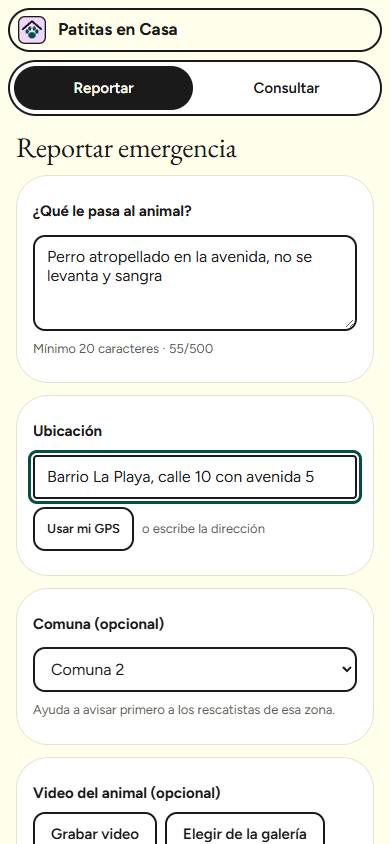 Patitas en Casa
Reportar
Consultar
Reportar emergencia
¿Qué le pasa al animal?
Perro atropellado en la avenida, no se
levanta y sangra
Mínimo 20 caracteres · 55/500
Ubicación
Barrio La Playa, calle 10 con avenida 5
Usar mi GPS
o escribe la dirección
Comuna (opcional)
Comuna 2
Ayuda a avisar primero a los rescatistas de esa zona.
Video del animal (opcional)
Grabar video
Elegir de la galería